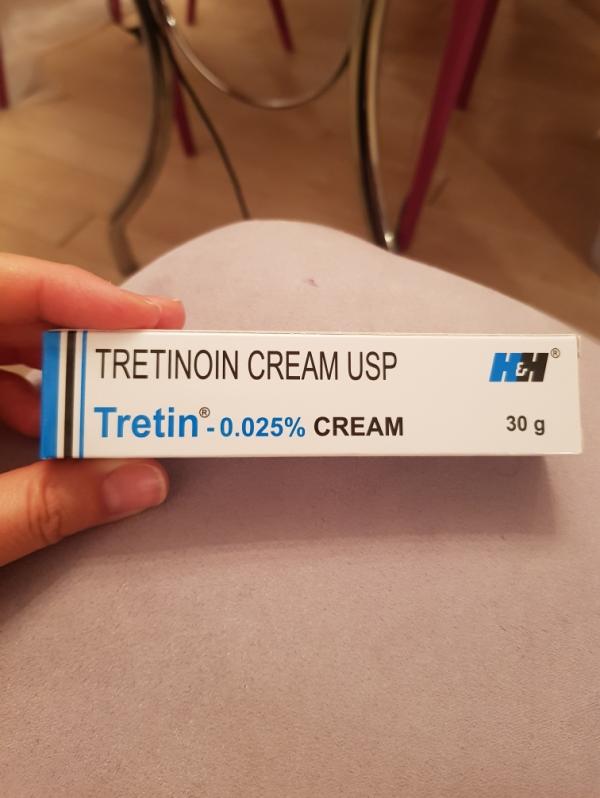 TRETINOIN CREAM USP
H&H®
Tretin®- 0.025% CREAM
30 g